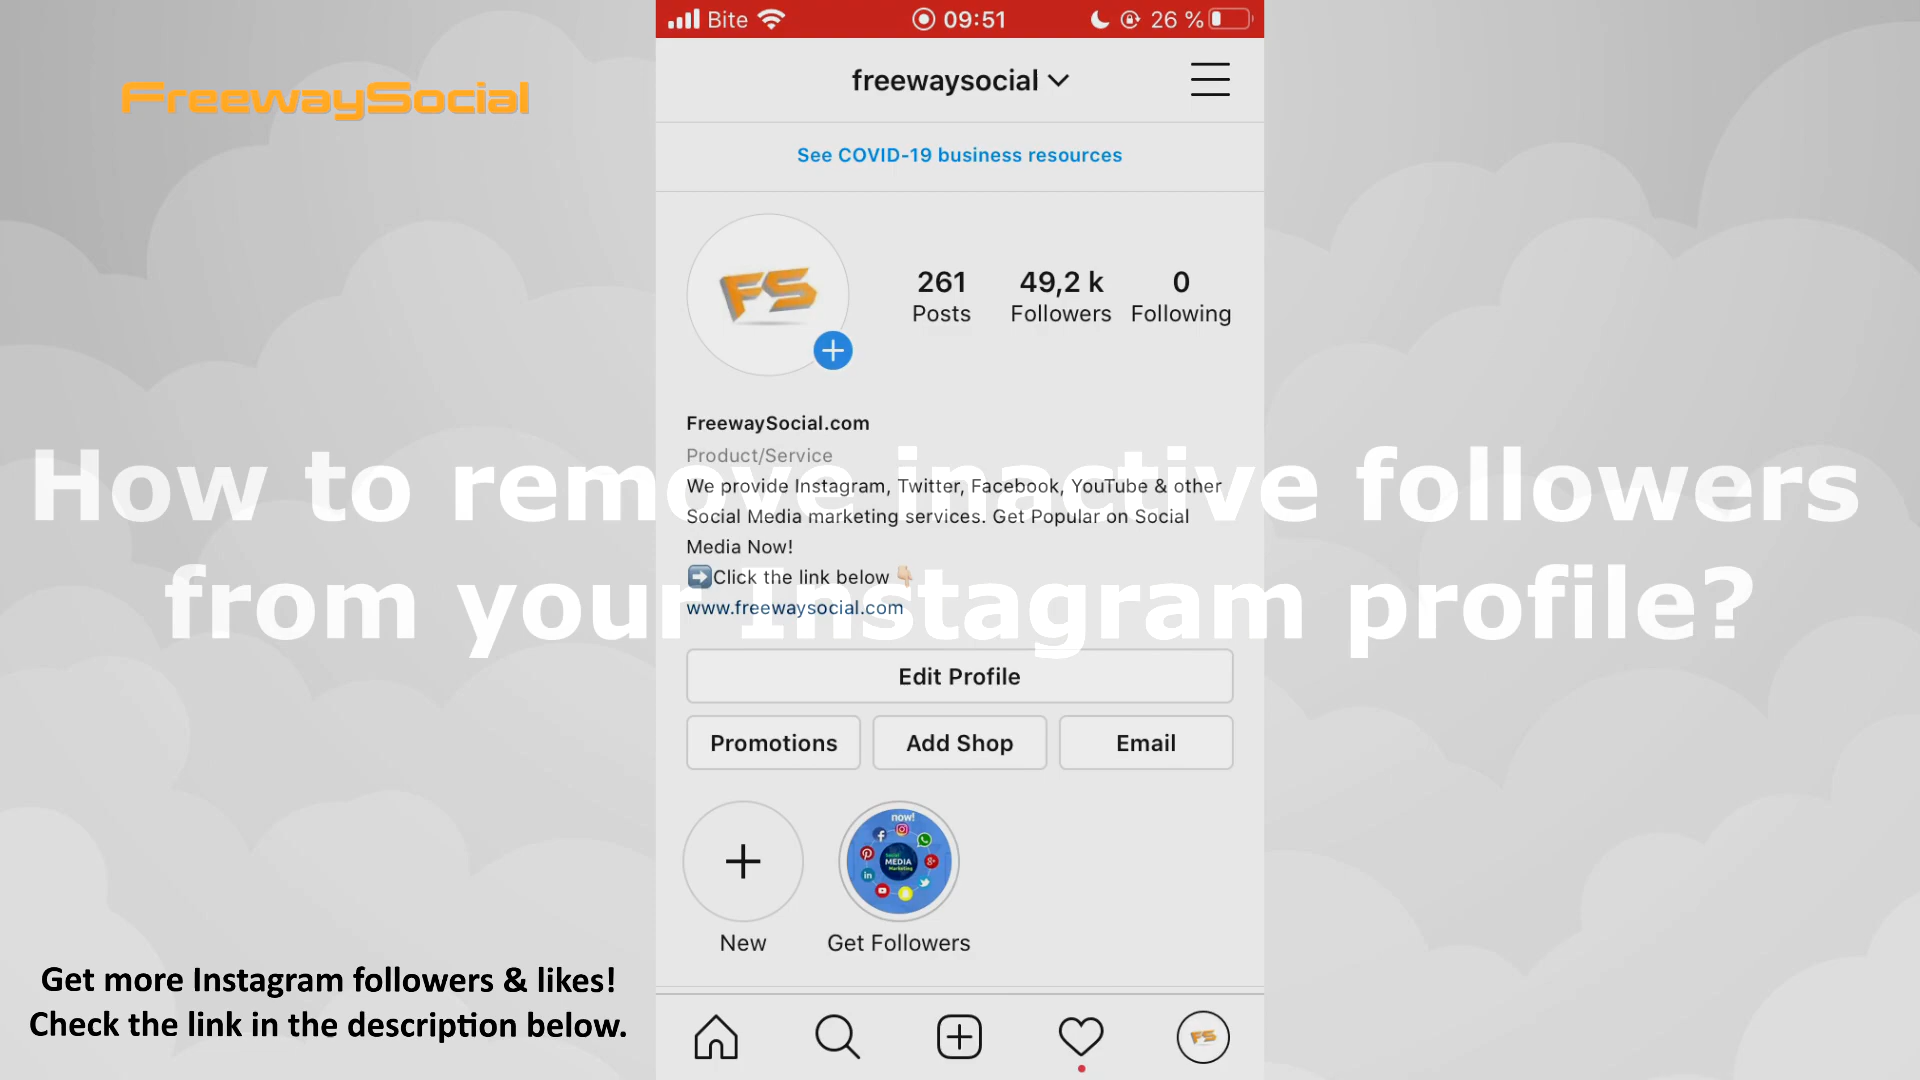 Bite 09:51 26 %
FreewaySocial
freewaysocial
See COVID-19 business resources
FS
261 49,2 k 0
Posts Followers Following
FreewaySocial.com
Product/Service
How to remove inactive followers
from your Instagram profile?
We provide Instagram, Twitter, Facebook, YouTube & other
Social Media marketing services. Get Popular on Social
Media Now!
➡️Click the link below 👇🏻
www.freewaysocial.com
Edit Profile
Promotions Add Shop Email
now!
MEDIA
Marketing
New Get Followers
Get more Instagram followers & likes!
Check the link in the description below.
FS